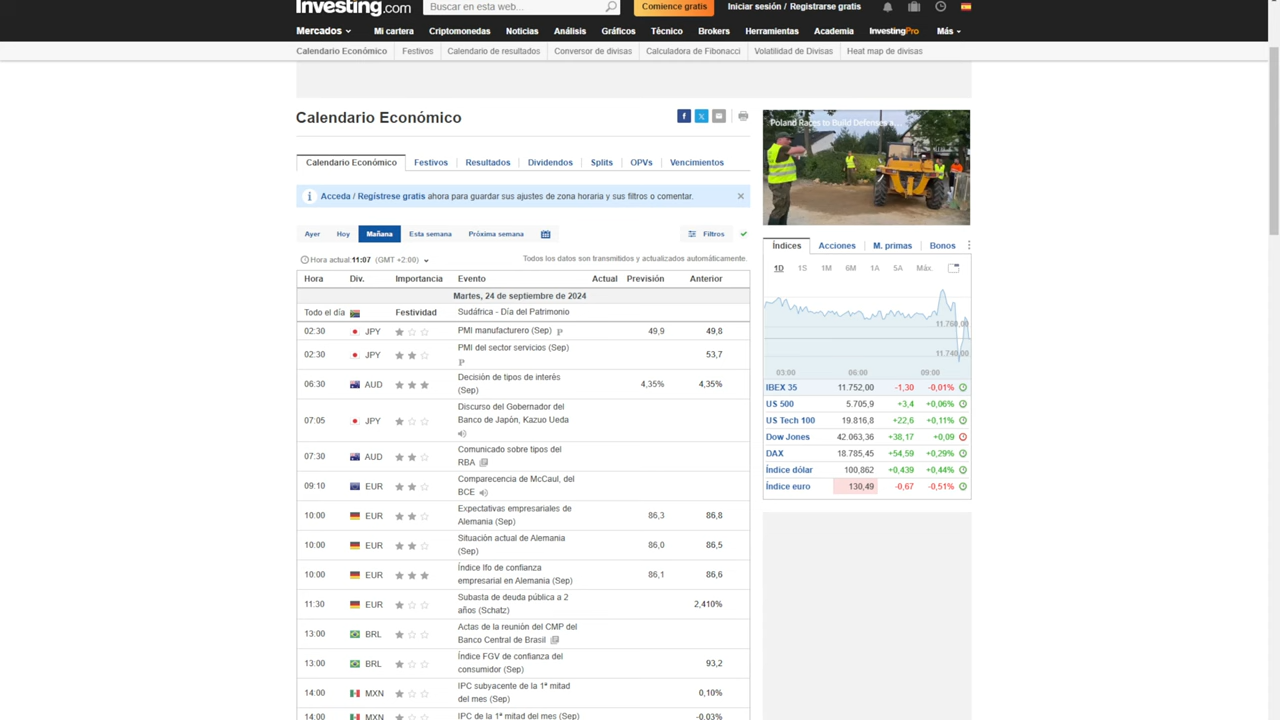 Investing.com
Buscar en esta web...
Comience gratis
Iniciar sesión / Registrarse gratis
Mercados Mi cartera Criptomonedas Noticias Análisis Gráficos Técnico Brokers Herramientas Academia InvestingPro Más
Calendario Económico Festivos Calendario de resultados Conversor de divisas Calculadora de Fibonacci Volatilidad de Divisas Heat map de divisas
Calendario Económico
Calendario Económico Festivos Resultados Dividendos Splits OPVs Vencimientos
Acceda / Regístrese gratis ahora para guardar sus ajustes de zona horaria y sus filtros o comentar.
Ayer Hoy Mañana Esta semana Próxima semana Filtros
Hora actual: 11:07 (GMT +2:00) Todos los datos son transmitidos y actualizados automáticamente.
Hora Div. Importancia Evento Actual Previsión Anterior
Martes, 24 de septiembre de 2024
Todo el día Festividad Sudáfrica - Día del Patrimonio
02:30 JPY PMI manufacturero (Sep) P 49,9 49,8
02:30 JPY PMI del sector servicios (Sep) 53,7
P
06:30 AUD Decisión de tipos de interés 4,35% 4,35%
(Sep)
07:05 JPY Discurso del Gobernador del
Banco de Japón, Kazuo Ueda
07:30 AUD Comunicado sobre tipos del
RBA
09:10 EUR Comparecencia de McCaul, del
BCE
10:00 EUR Expectativas empresariales de 86,3 86,8
Alemania (Sep)
10:00 EUR Situación actual de Alemania 86,0 86,5
(Sep)
10:00 EUR Índice Ifo de confianza 86,1 86,6
empresarial en Alemania (Sep)
11:30 EUR Subasta de deuda pública a 2 2,410%
años (Schatz)
13:00 BRL Actas de la reunión del CMP del
Banco Central de Brasil
13:00 BRL Índice FGV de confianza del 93,2
consumidor (Sep)
14:00 MXN IPC subyacente de la 1ª mitad 0,10%
del mes (Sep)
14:00 MXN IPC de la 1ª mitad del mes (Sep) -0,03%
Poland Races to Build Defenses a...
Índices Acciones M. primas Bonos
1D 1S 1M 6M 1A 5A Máx.
11.760,00
11.740,00
03:00 06:00 09:00
IBEX 35 11.752,00 -1,30 -0,01%
US 500 5.705,9 +3,4 +0,06%
US Tech 100 19.816,8 +22,6 +0,11%
Dow Jones 42.063,36 +38,17 +0,09
DAX 18.785,45 +54,59 +0,29%
Índice dólar 100,862 +0,439 +0,44%
Índice euro 130,49 -0,67 -0,51%